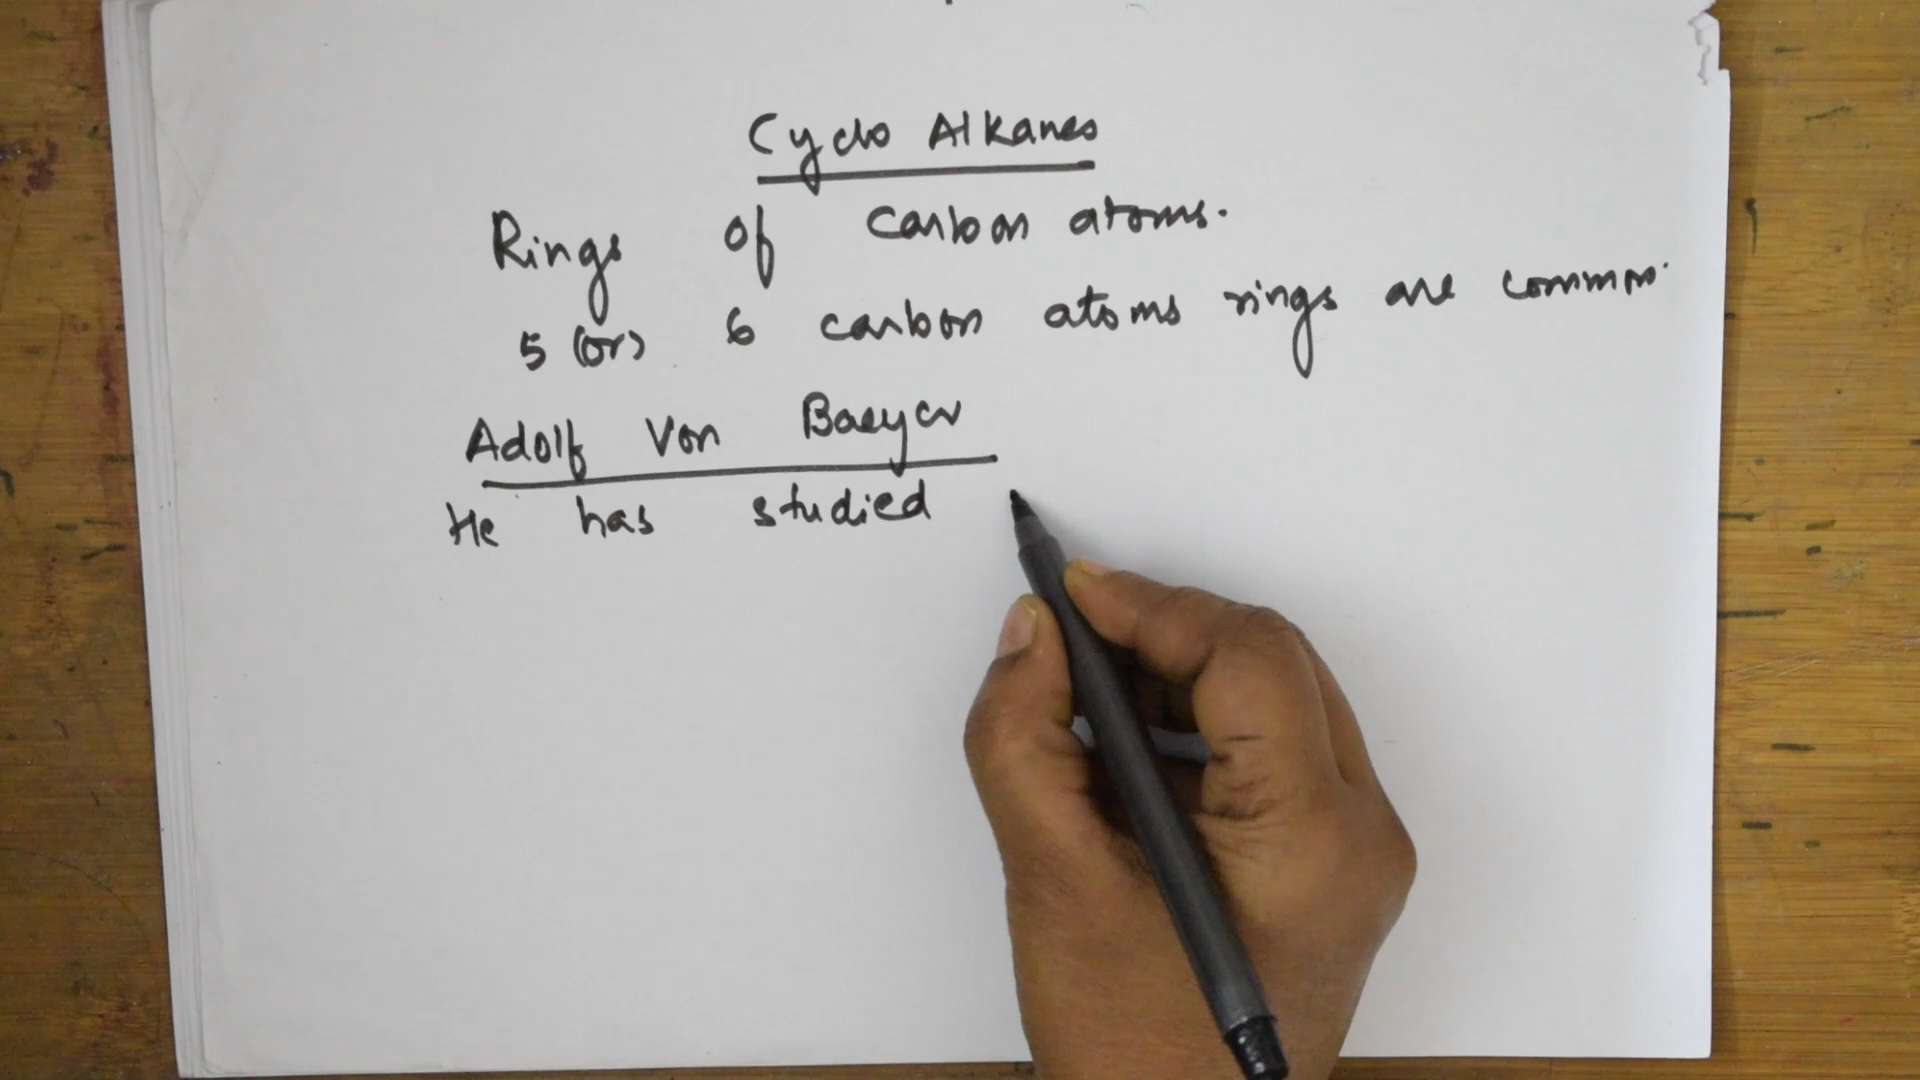 Cyclo Alkanes
Rings of carbon atoms.
5 (or) 6 carbon atoms rings are common.
Adolf Von Baeyer
He has studied